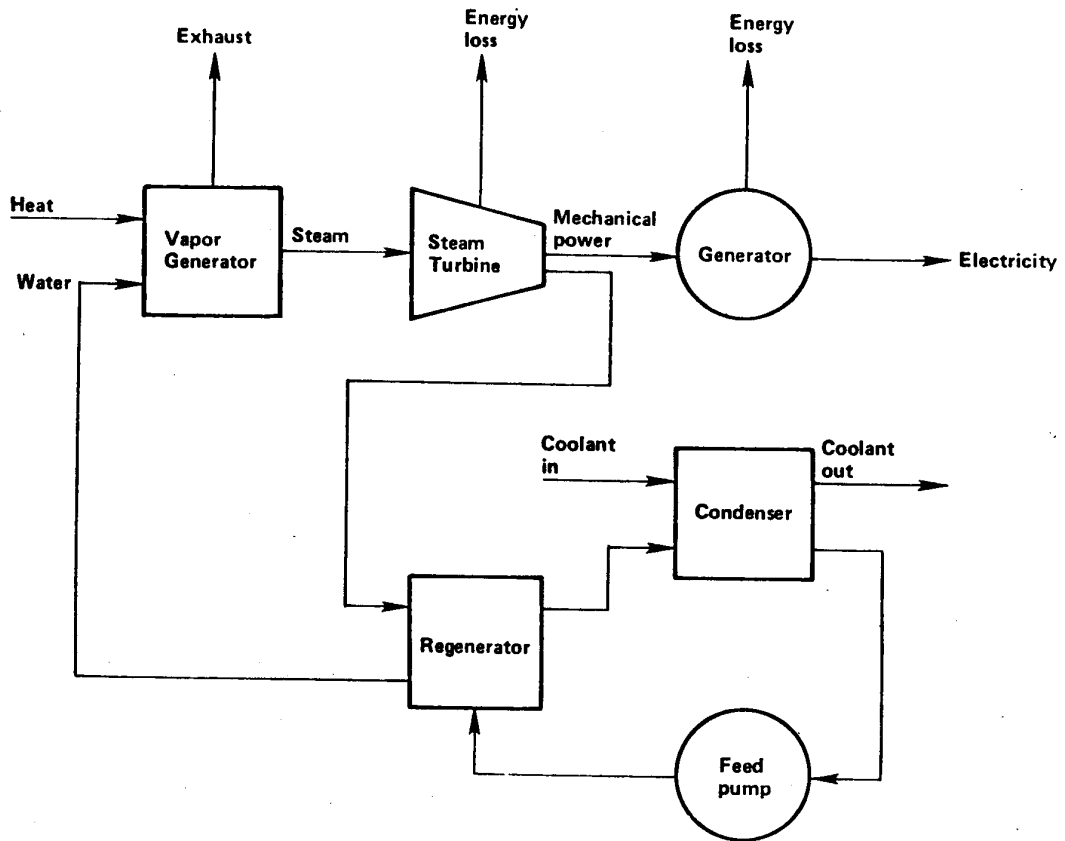 Exhaust
Energy
loss
Energy
loss
Heat
Vapor
Generator
Steam
Steam
Turbine
Mechanical
power
Generator
Electricity
Water
Coolant
in
Condenser
Coolant
out
Regenerator
Feed
pump